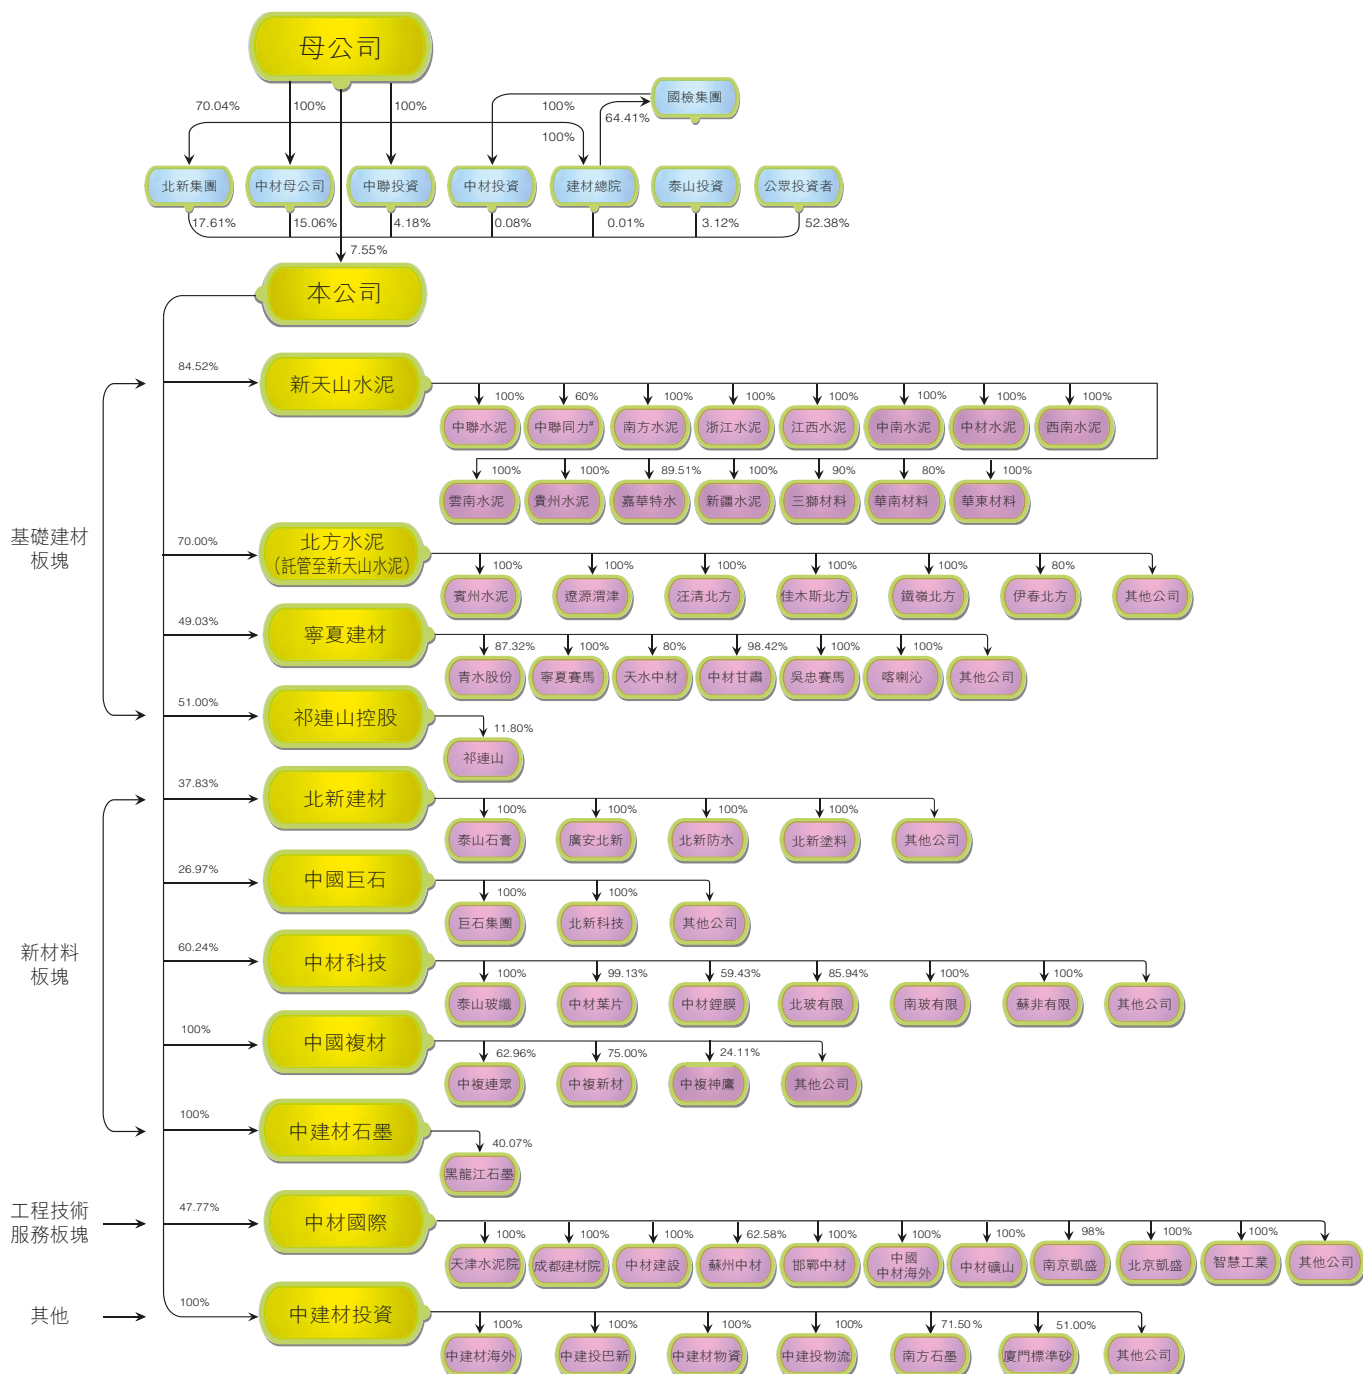 母公司
國檢集團
70.04%
100%
100%
100%
64.41%
100%
北新集團
中材母公司
中聯投資
中材投資
建材總院
泰山投資
公眾投資者
17.61%
15.06%
4.18%
0.08%
0.01%
3.12%
52.38%
7.55%
本公司
84.52%
新天山水泥
100%
60%
100%
100%
100%
100%
100%
100%
中聯水泥
中聯同力#
南方水泥
浙江水泥
江西水泥
中南水泥
中材水泥
西南水泥
100%
100%
89.51%
100%
90%
80%
100%
雲南水泥
貴州水泥
嘉華特水
新疆水泥
三獅材料
華南材料
華東材料
基礎建材
板塊
70.00%
北方水泥
（託管至新天山水泥）
100%
100%
100%
100%
100%
80%
賓州水泥
遼源渭津
汪清北方
佳木斯北方
鐵嶺北方
伊春北方
其他公司
49.03%
寧夏建材
87.32%
100%
80%
98.42%
100%
100%
青水股份
寧夏賽馬
天水中材
中材甘肅
吳忠賽馬
喀喇沁
其他公司
51.00%
祁連山控股
11.80%
祁連山
37.83%
北新建材
100%
100%
100%
100%
泰山石膏
廣安北新
北新防水
北新塗料
其他公司
26.97%
中國巨石
100%
100%
巨石集團
北新科技
其他公司
新材料
板塊
60.24%
中材科技
100%
99.13%
59.43%
85.94%
100%
100%
泰山玻纖
中材葉片
中材鋰膜
北玻有限
南玻有限
蘇非有限
其他公司
100%
中國複材
62.96%
75.00%
24.11%
中複連眾
中複新材
中複神鷹
其他公司
100%
中建材石墨
40.07%
黑龍江石墨
工程技術
服務板塊
47.77%
中材國際
100%
100%
100%
62.58%
100%
100%
100%
98%
100%
100%
天津水泥院
成都建材院
中材建設
蘇州中材
邯鄲中材
中國
中材海外
中材礦山
南京凱盛
北京凱盛
智慧工業
其他公司
其他
100%
中建材投資
100%
100%
100%
100%
71.50%
51.00%
中建材海外
中建投巴新
中建材物資
中建投物流
南方石墨
廈門標準砂
其他公司